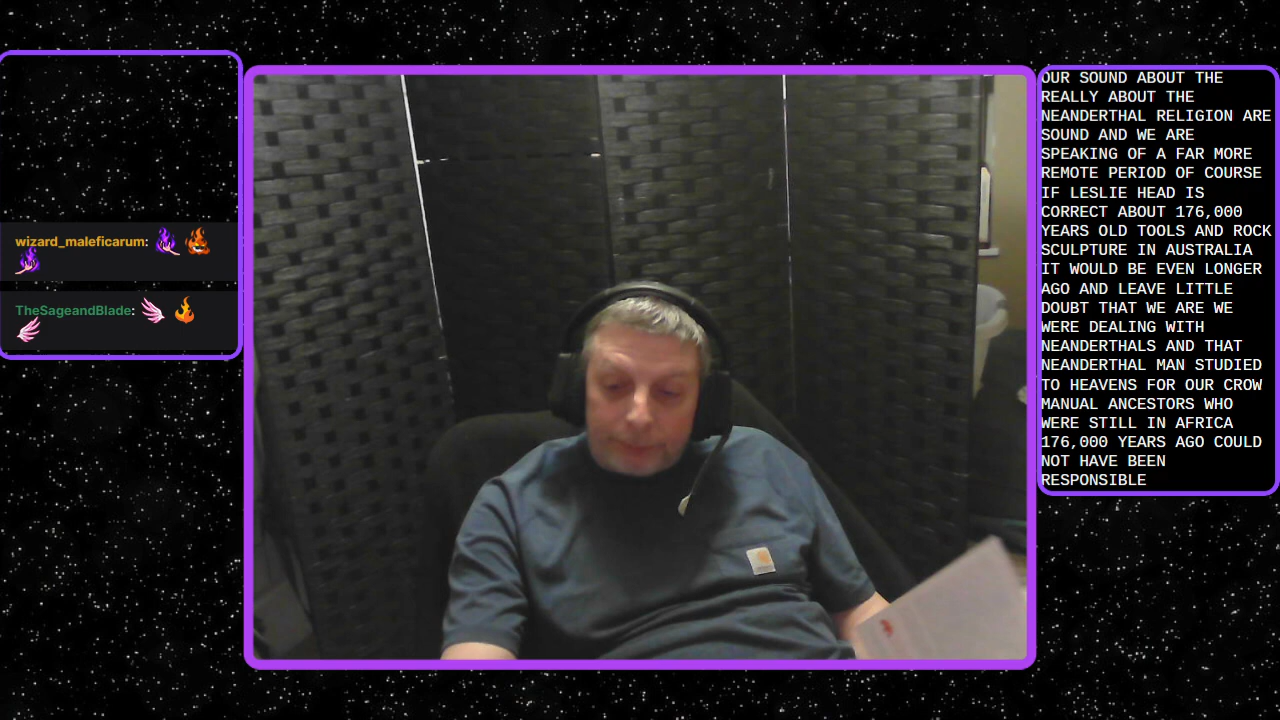 wizard_maleficarum:
TheSageandBlade:
OUR SOUND ABOUT THE
REALLY ABOUT THE
NEANDERTHAL RELIGION ARE
SOUND AND WE ARE
SPEAKING OF A FAR MORE
REMOTE PERIOD OF COURSE
IF LESLIE HEAD IS
CORRECT ABOUT 176,000
YEARS OLD TOOLS AND ROCK
SCULPTURE IN AUSTRALIA
IT WOULD BE EVEN LONGER
AGO AND LEAVE LITTLE
DOUBT THAT WE ARE WE
WERE DEALING WITH
NEANDERTHALS AND THAT
NEANDERTHAL MAN STUDIED
TO HEAVENS FOR OUR CROW
MANUAL ANCESTORS WHO
WERE STILL IN AFRICA
176,000 YEARS AGO COULD
NOT HAVE BEEN
RESPONSIBLE